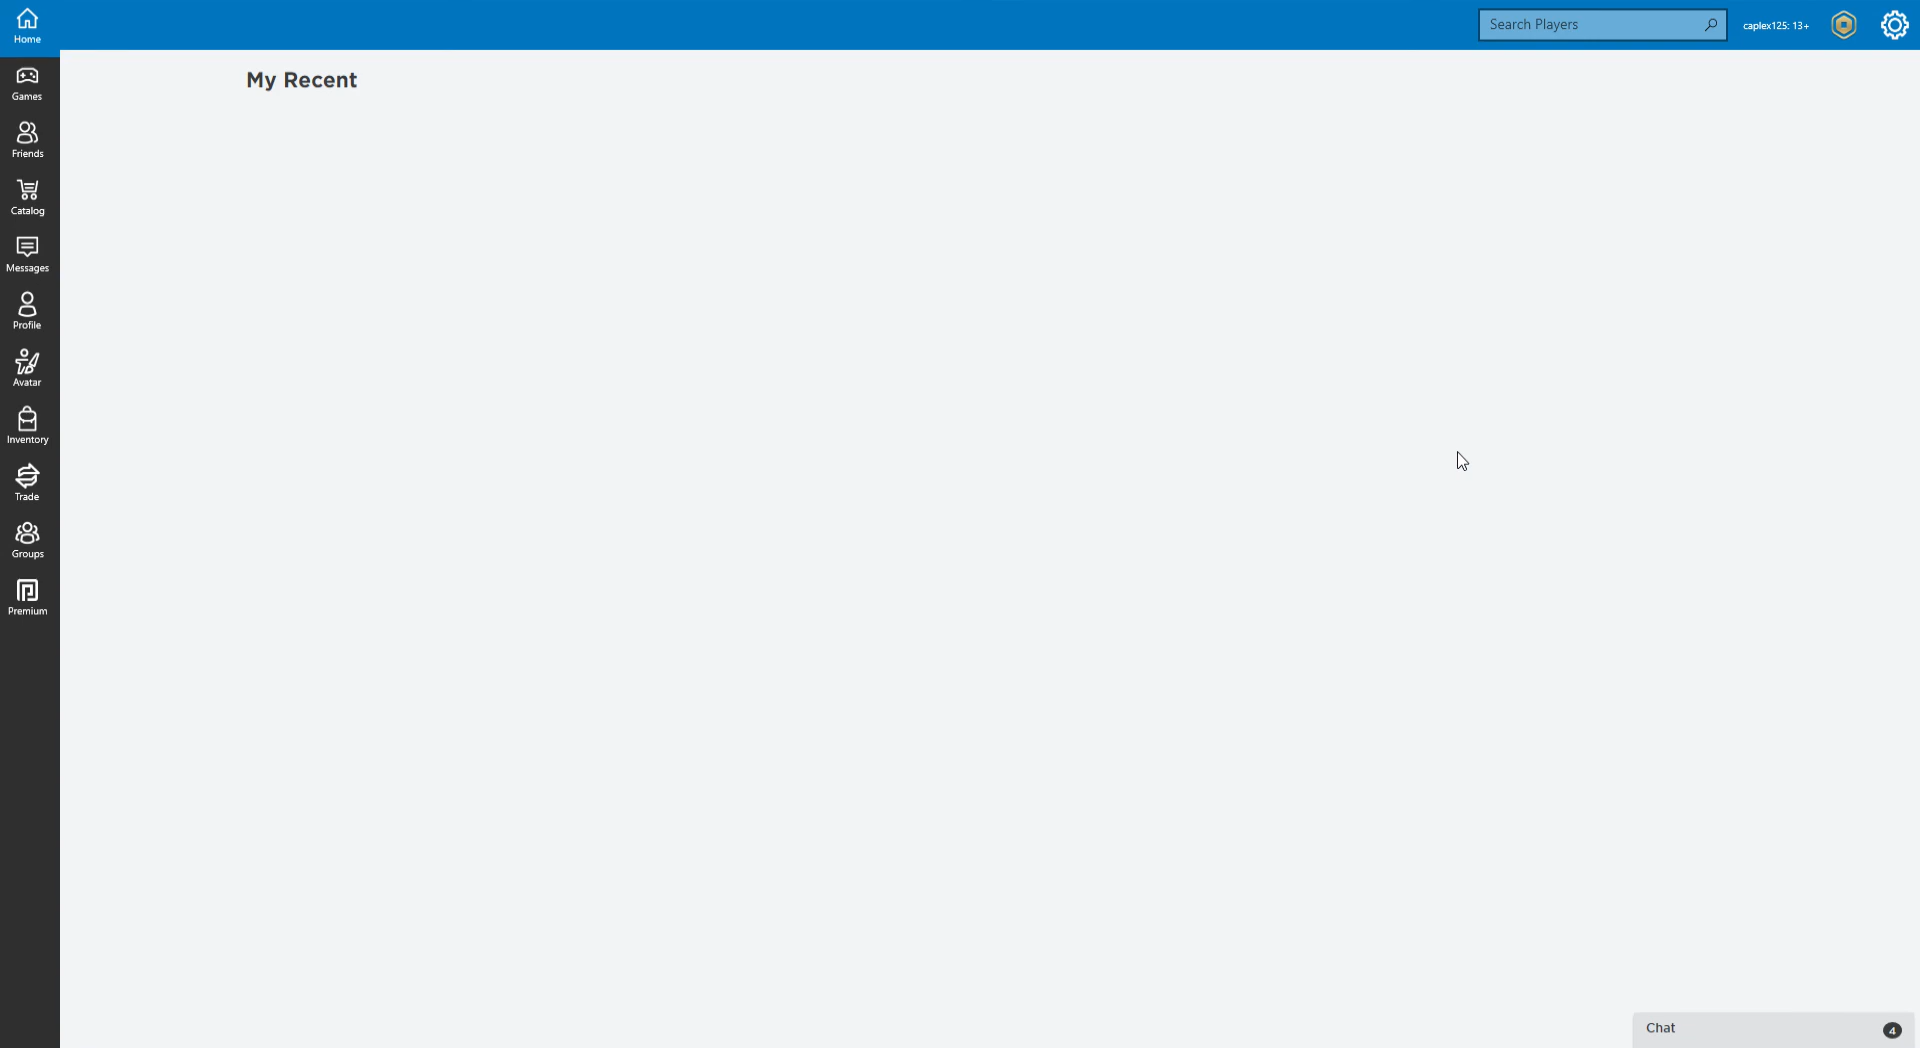 Home
Search Players
caplex125: 13+
My Recent
Games
Friends
Catalog
Messages
Profile
Avatar
Inventory
Trade
Groups
Premium
Chat
4